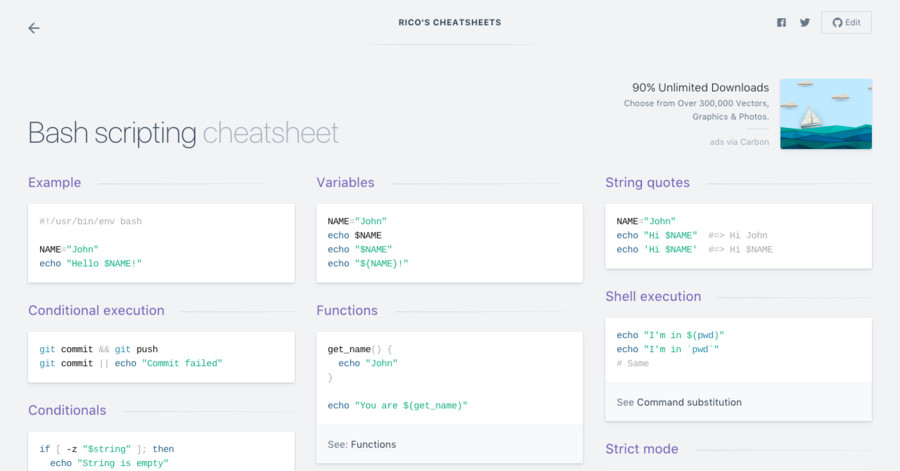 RICO'S CHEATSHEETS
Edit
90% Unlimited Downloads
Choose from Over 300,000 Vectors,
Graphics & Photos.
ads via Carbon
Bash scripting cheatsheet
Example
#!/usr/bin/env bash
NAME="John"
echo "Hello $NAME!"
Conditional execution
git commit && git push
git commit || echo "Commit failed"
Conditionals
if [ -z "$string" ]; then
echo "String is empty"
Variables
NAME="John"
echo $NAME
echo "$NAME"
echo "${NAME}!"
Functions
get_name() {
echo "John"
}
echo "You are $(get_name)"
See: Functions
String quotes
NAME="John"
echo "Hi $NAME"  #=> Hi John
echo 'Hi $NAME'  #=> Hi $NAME
Shell execution
echo "I'm in $(pwd)"
echo "I'm in `pwd`"
# Same
See Command substitution
Strict mode